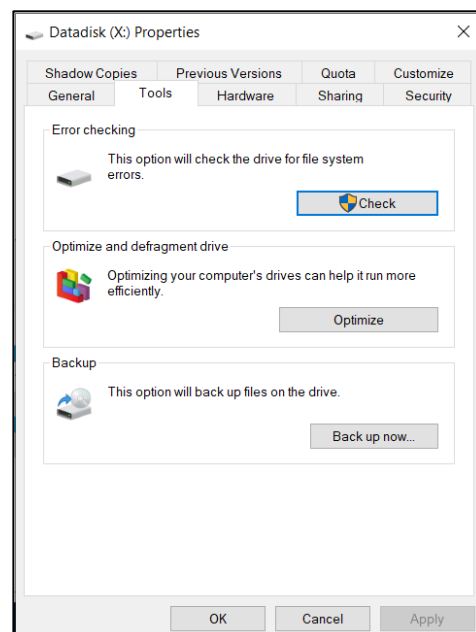 Datadisk (X:) Properties
Shadow Copies Previous Versions Quota Customize
General Tools Hardware Sharing Security
Error checking
This option will check the drive for file system
errors.
Check
Optimize and defragment drive
Optimizing your computer's drives can help it run more
efficiently.
Optimize
Backup
This option will back up files on the drive.
Back up now...
OK Cancel Apply